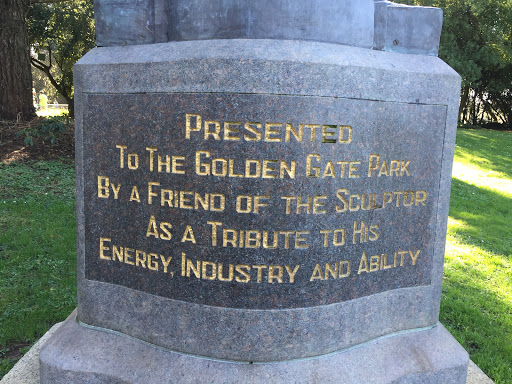 PRESENTED
TO THE GOLDEN GATE PARK
BY A FRIEND OF THE SCULPTOR
AS A TRIBUTE TO HIS
ENERGY, INDUSTRY AND ABILITY